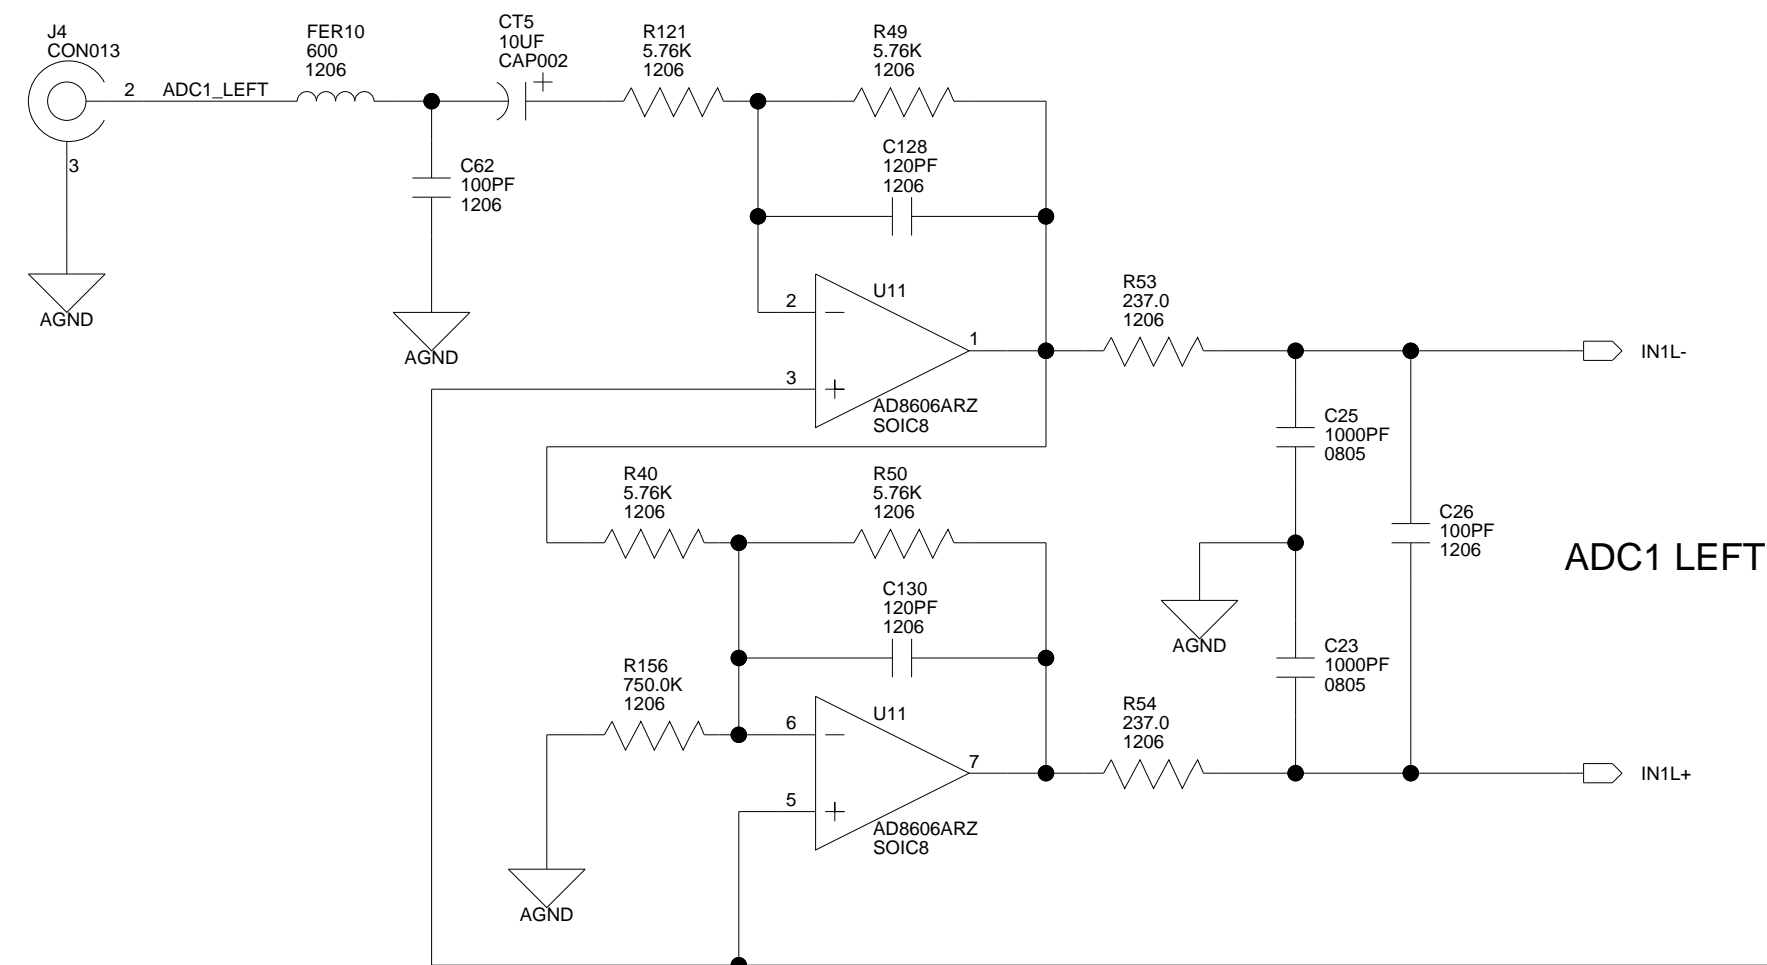 J4
CON013
2
ADC1_LEFT
3
AGND
FER10
600
1206
C62
100PF
1206
AGND
CT5
10UF
CAP002
+
R121
5.76K
1206
R49
5.76K
1206
C128
120PF
1206
U11
2
−
3
+
1
AD8606ARZ
SOIC8
R53
237.0
1206
IN1L-
C25
1000PF
0805
C26
100PF
1206
ADC1 LEFT
AGND
C23
1000PF
0805
R40
5.76K
1206
R50
5.76K
1206
C130
120PF
1206
R156
750.0K
1206
AGND
U11
6
−
5
+
7
AD8606ARZ
SOIC8
R54
237.0
1206
IN1L+